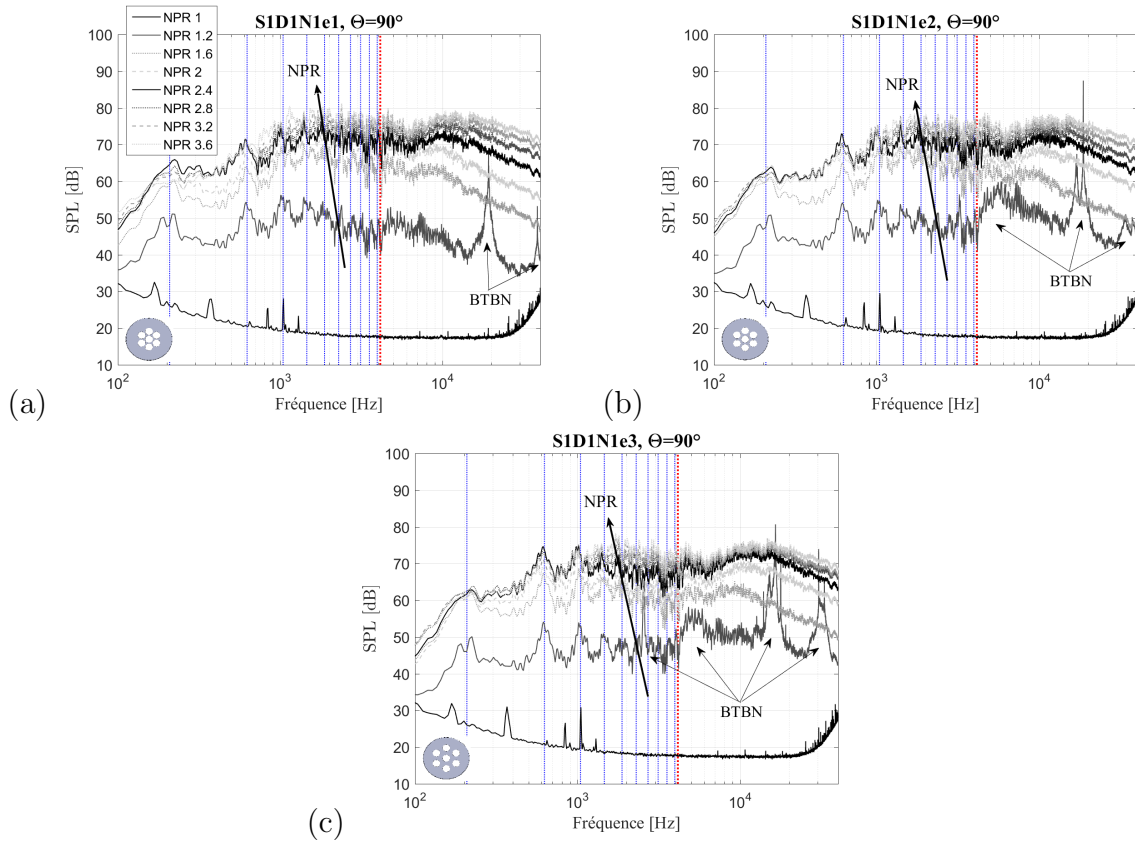 S1D1N1e1, Θ=90°
NPR 1
NPR 1.2
NPR 1.6
NPR 2
NPR 2.4
NPR 2.8
NPR 3.2
NPR 3.6
100
90
80
70
60
50
40
30
20
10
SPL [dB]
NPR
BTBN
10²
10³
10⁴
Fréquence [Hz]
(a)
S1D1N1e2, Θ=90°
100
90
80
70
60
50
40
30
20
10
SPL [dB]
NPR
BTBN
10²
10³
10⁴
Fréquence [Hz]
(b)
S1D1N1e3, Θ=90°
100
90
80
70
60
50
40
30
20
10
SPL [dB]
NPR
BTBN
10²
10³
10⁴
Fréquence [Hz]
(c)